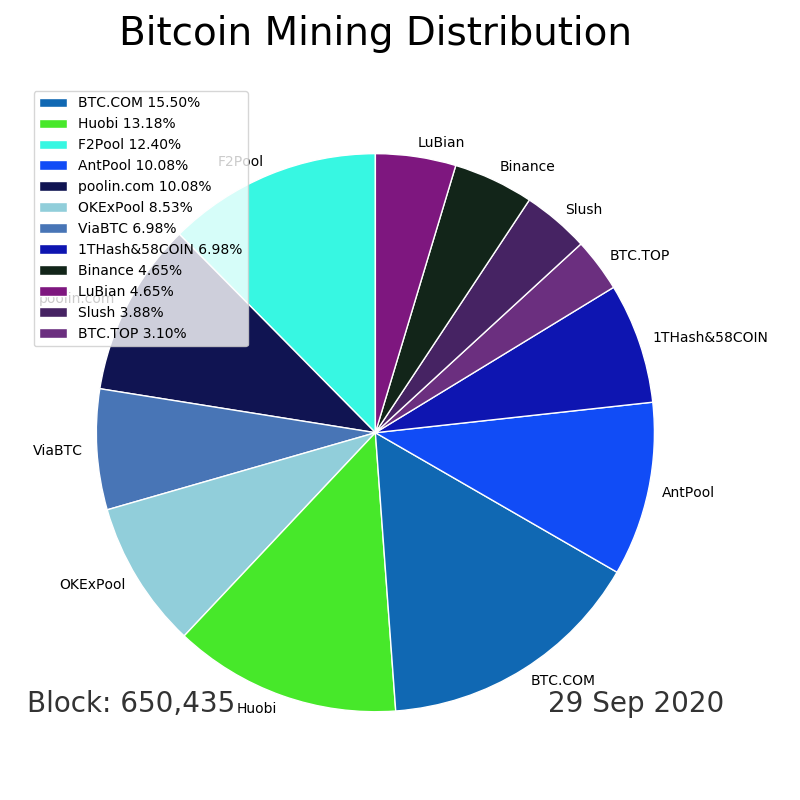 Bitcoin Mining Distribution
BTC.COM 15.50%
Huobi 13.18%
F2Pool 12.40%
AntPool 10.08%
poolin.com 10.08%
OKExPool 8.53%
ViaBTC 6.98%
1THash&58COIN 6.98%
Binance 4.65%
LuBian 4.65%
Slush 3.88%
BTC.TOP 3.10%
F2Pool
LuBian
Binance
Slush
BTC.TOP
poolin.com
1THash&58COIN
ViaBTC
AntPool
OKExPool
BTC.COM
Huobi
Block: 650,435
29 Sep 2020